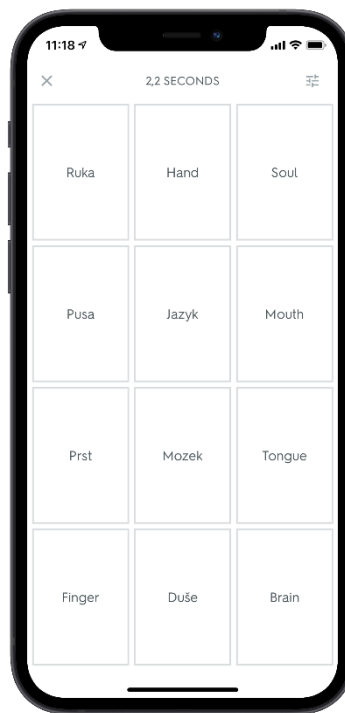 11:18
2,2 SECONDS
Ruka Hand Soul
Pusa Jazyk Mouth
Prst Mozek Tongue
Finger Duše Brain